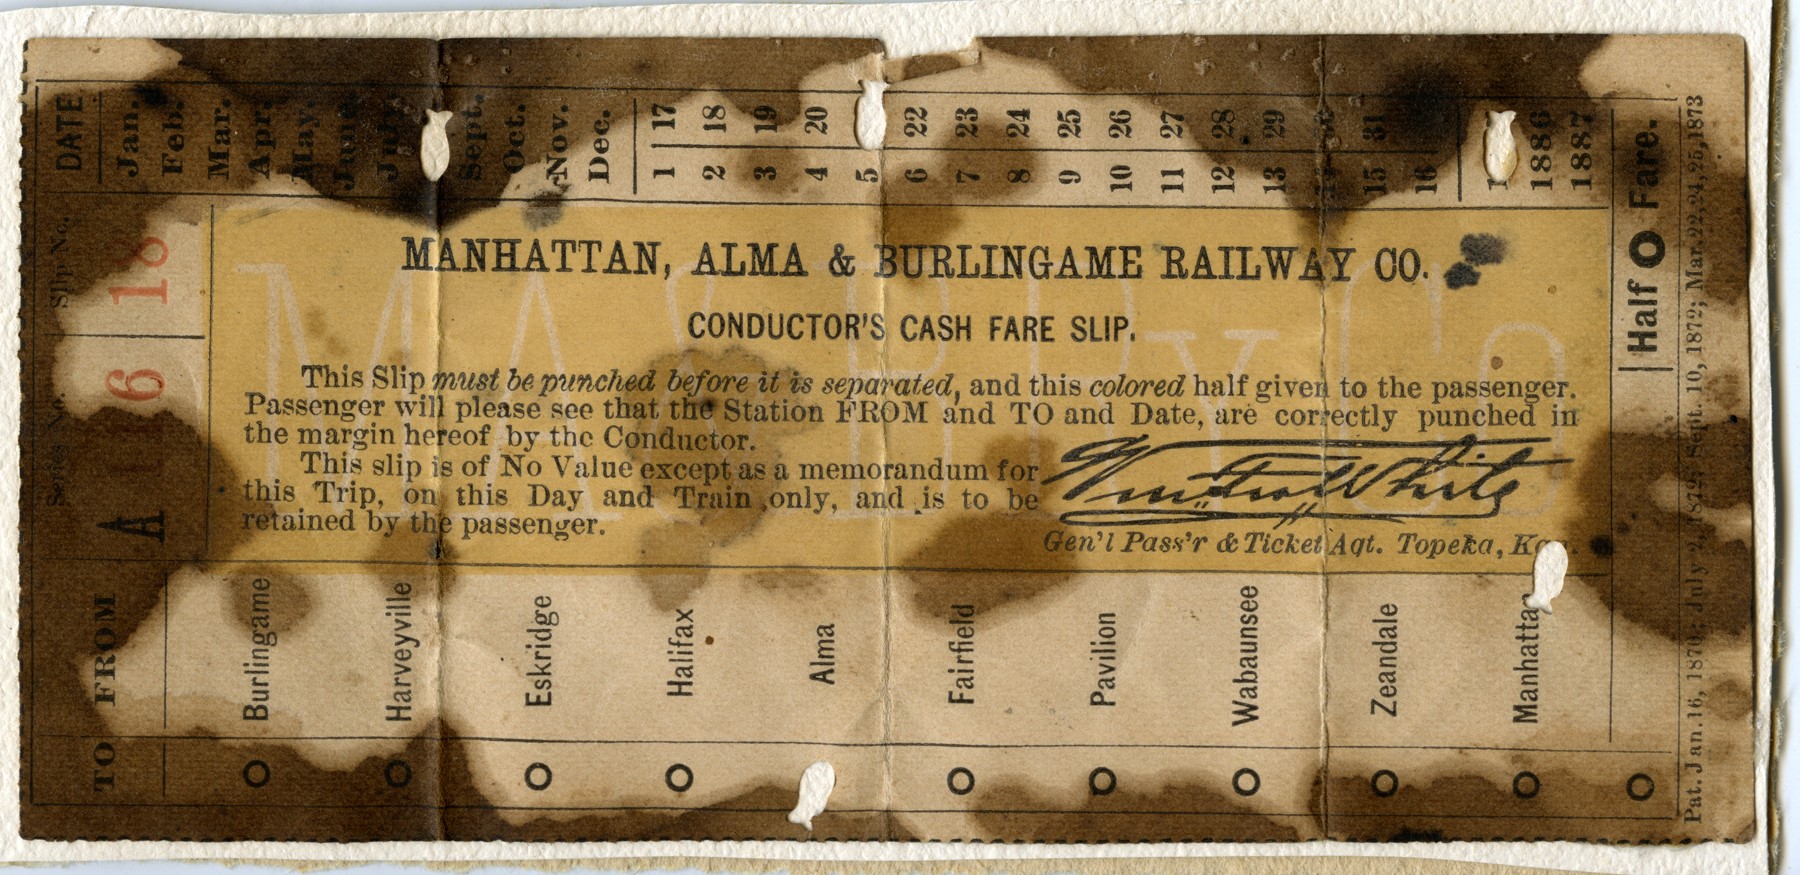 DATE
Jan.
Feb.
Mar.
Apr.
May.
June
July
Sept.
Oct.
Nov.
Dec.
17 18 19 20 22 23 24 25 26 27 28 29 30 31
1 2 3 4 5 6 7 8 9 10 11 12 13 14 15 16
1886
1887
Slip No.
18
Series No.
6
A
MANHATTAN, ALMA & BURLINGAME RAILWAY CO.
CONDUCTOR'S CASH FARE SLIP.
This Slip must be punched before it is separated, and this colored half given to the passenger.
Passenger will please see that the Station FROM and TO and Date, are correctly punched in
the margin hereof by the Conductor.
This slip is of No Value except as a memorandum for
this Trip, on this Day and Train only, and is to be
retained by the passenger.
Gen'l Pass'r & Ticket Agt. Topeka,
MA&BRyCo
Half O Fare.
Pat. Jan. 16, 1870; July 2, 1872; Sept. 10, 1872; Mar. 22, 24, 25, 1873
FROM
Burlingame
Harveyville
Eskridge
Halifax
Alma
Fairfield
Pavilion
Wabaunsee
Zeandale
Manhattan
TO
O O O O O O O O O O